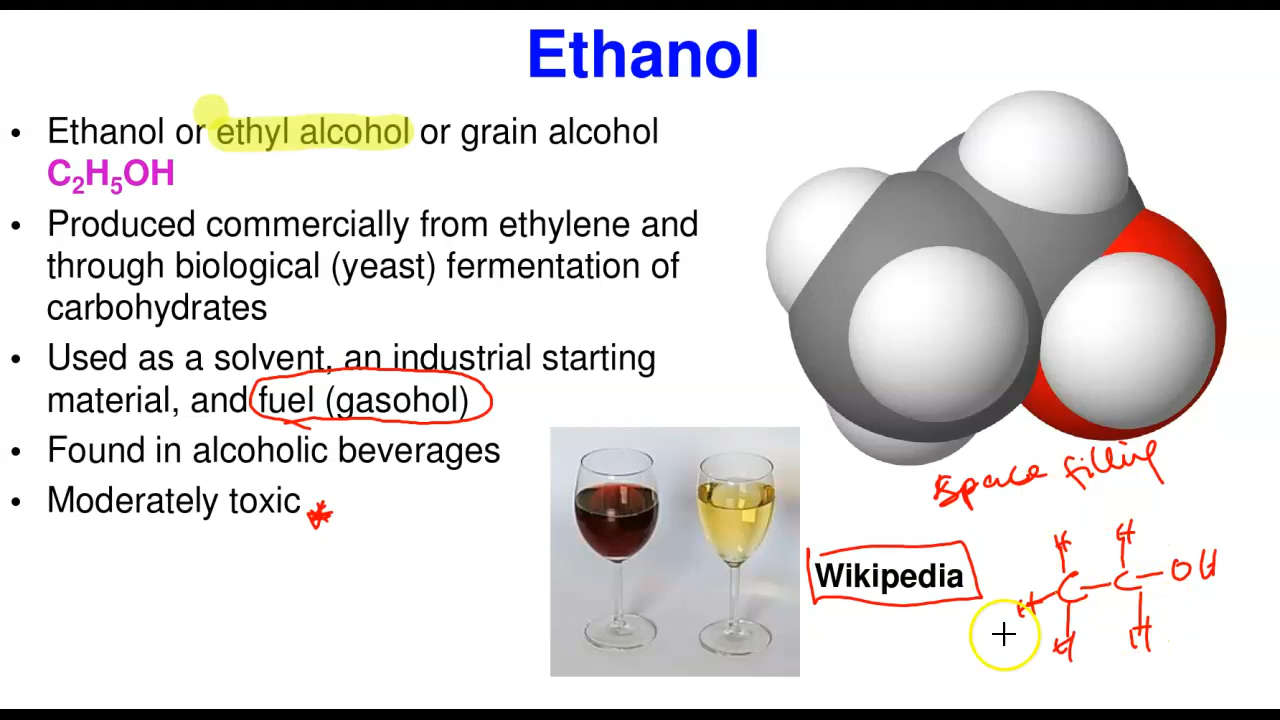 Ethanol
• Ethanol or ethyl alcohol or grain alcohol
C₂H₅OH
• Produced commercially from ethylene and
through biological (yeast) fermentation of
carbohydrates
• Used as a solvent, an industrial starting
material, and fuel (gasohol)
• Found in alcoholic beverages
• Moderately toxic
space filling
Wikipedia
H H
H C C OH
H H